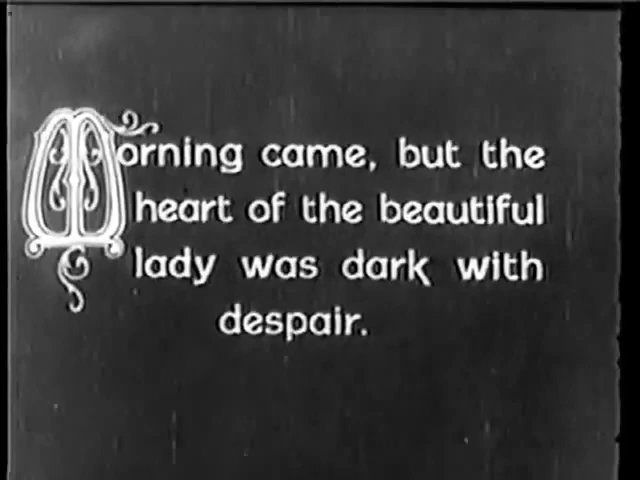 Morning came, but the
heart of the beautiful
lady was dark with
despair.